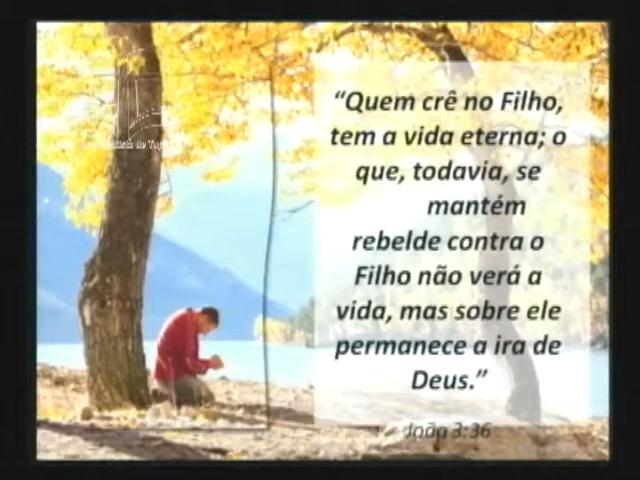 “Quem crê no Filho,
tem a vida eterna; o
que, todavia, se
mantém
rebelde contra o
Filho não verá a
vida, mas sobre ele
permanece a ira de
Deus.”
João 3:36